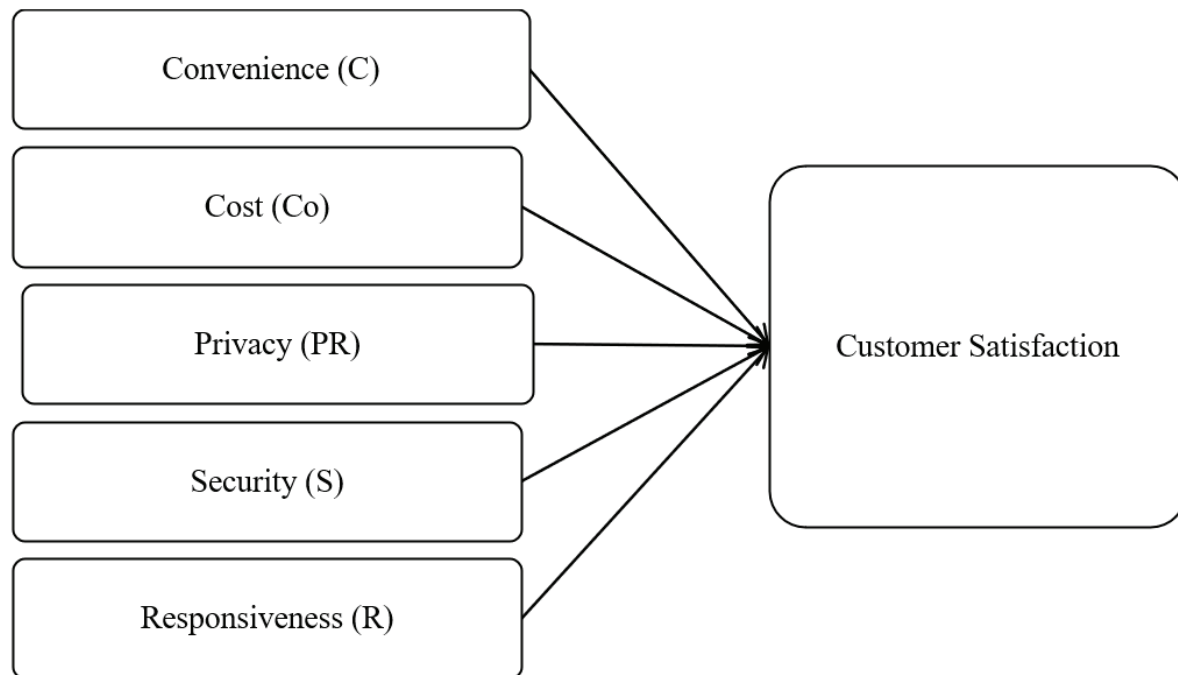 Convenience (C)
Cost (Co)
Privacy (PR)
Security (S)
Responsiveness (R)
Customer Satisfaction